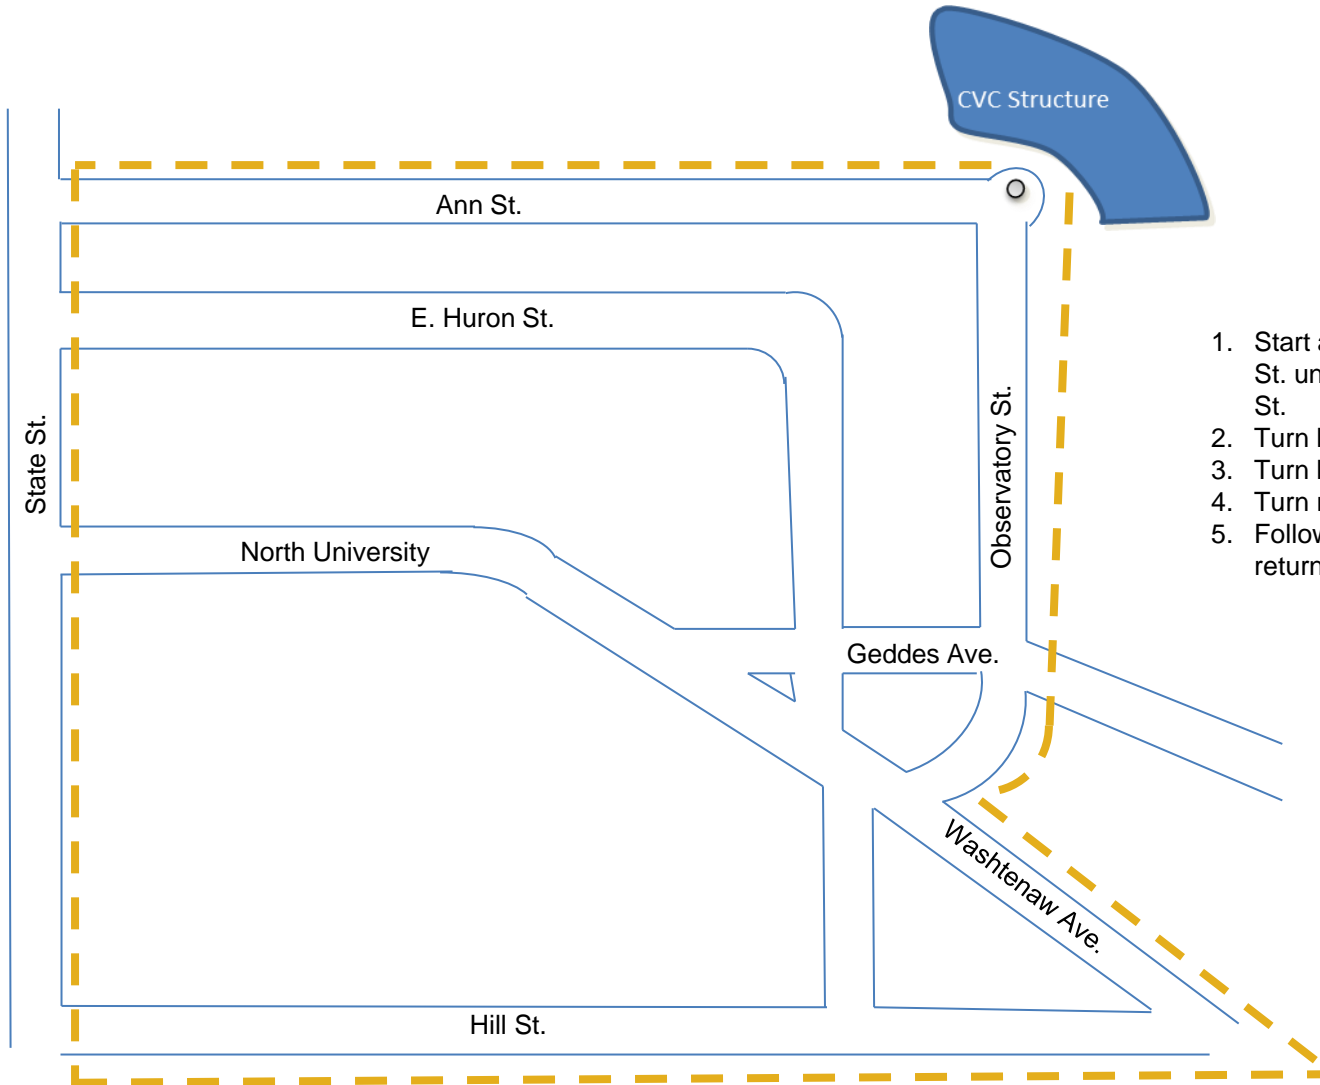 CVC Structure
Ann St.
E. Huron St.
State St.
Observatory St.
1. Start
St.
St.
2. Turn
3. Turn
4. Turn
5.
return
North University
Geddes Ave.
Washtenaw Ave.
Hill St.